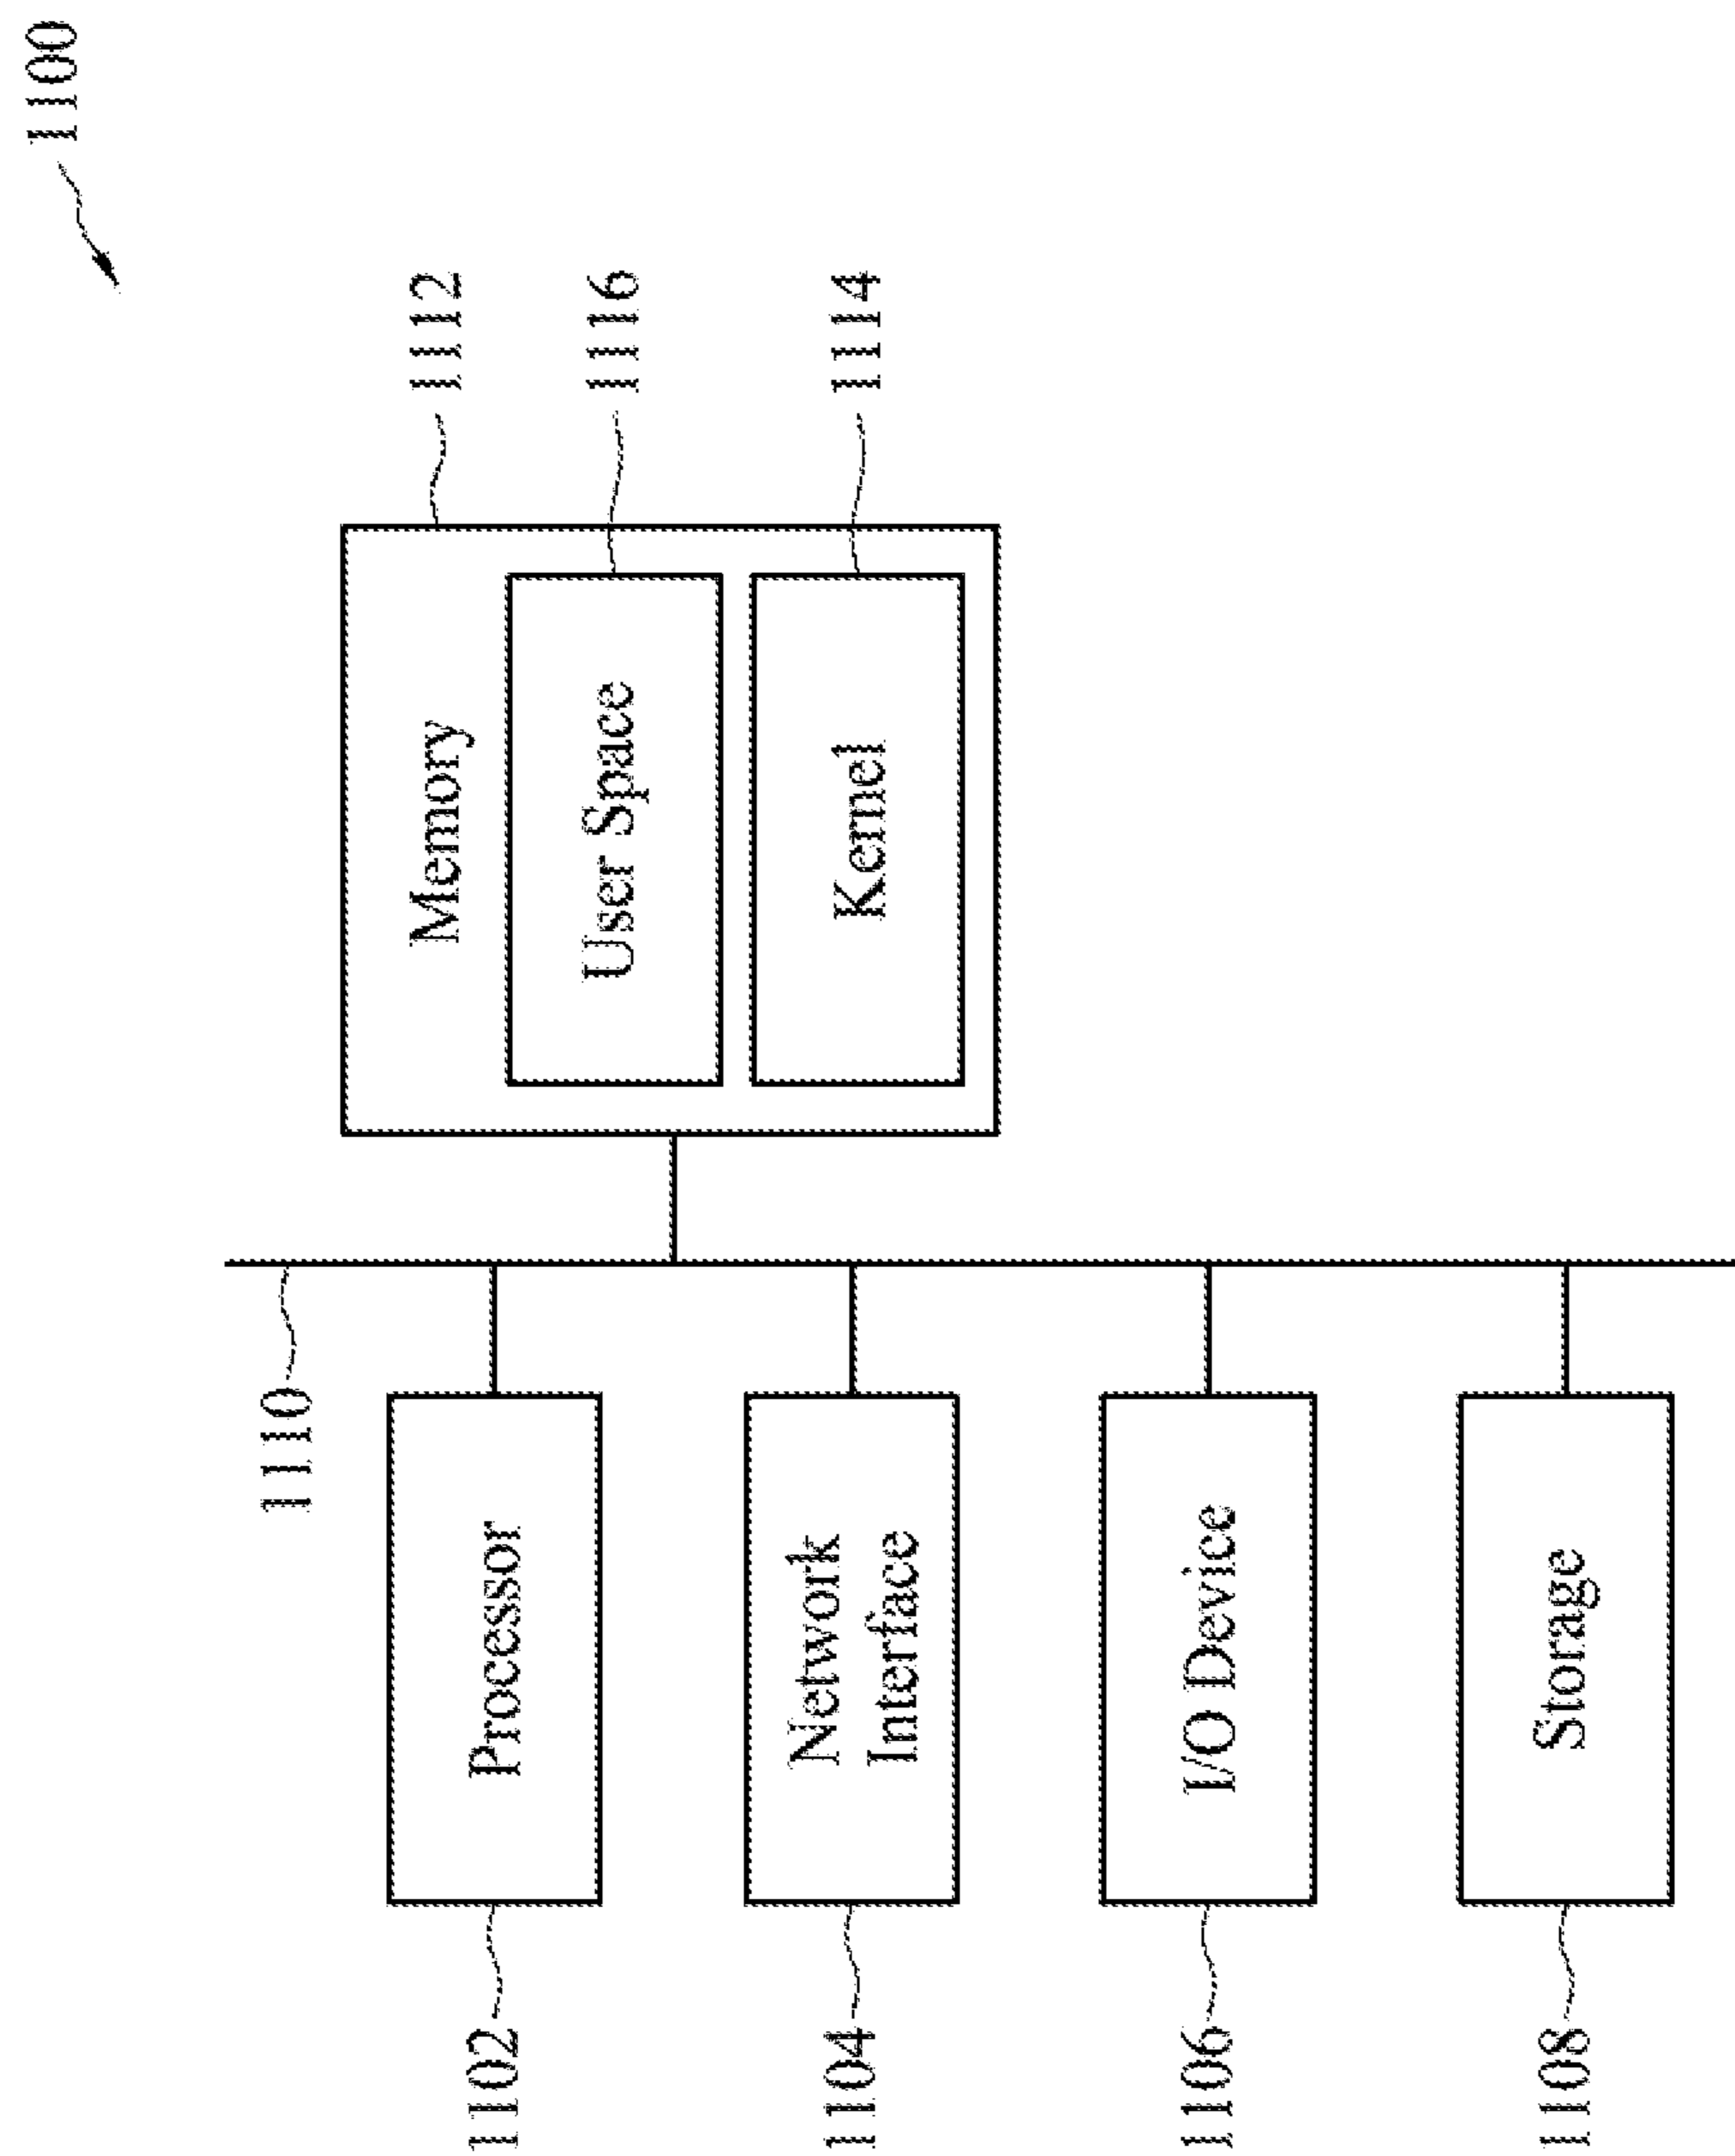 1100
1102
Processor
1110
Memory
1112
User Space
1116
1104
Network
Interface
Kernel
1114
1106
I/O Device
1108
Storage